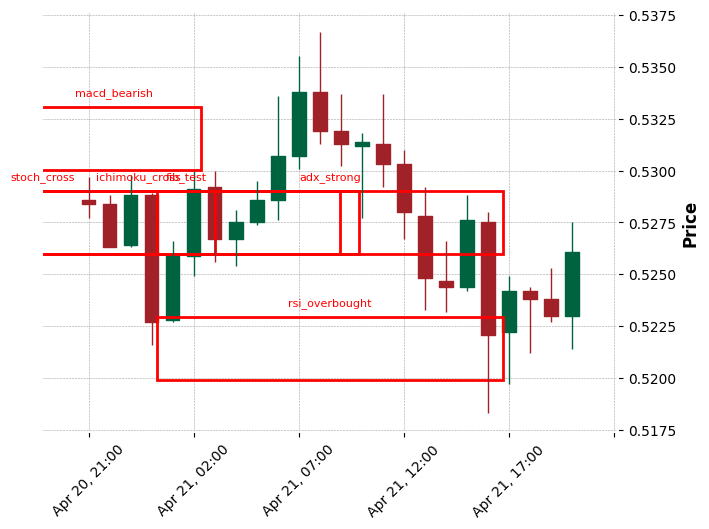 0.5375
0.5350
macd_bearish
0.5325
0.5300
stoch_cross ichimoku_cross fib_test adx_strong
0.5275
Price
0.5250
rsi_overbought
0.5225
0.5200
0.5175
Apr 20, 21:00 Apr 21, 02:00 Apr 21, 07:00 Apr 21, 12:00 Apr 21, 17:00